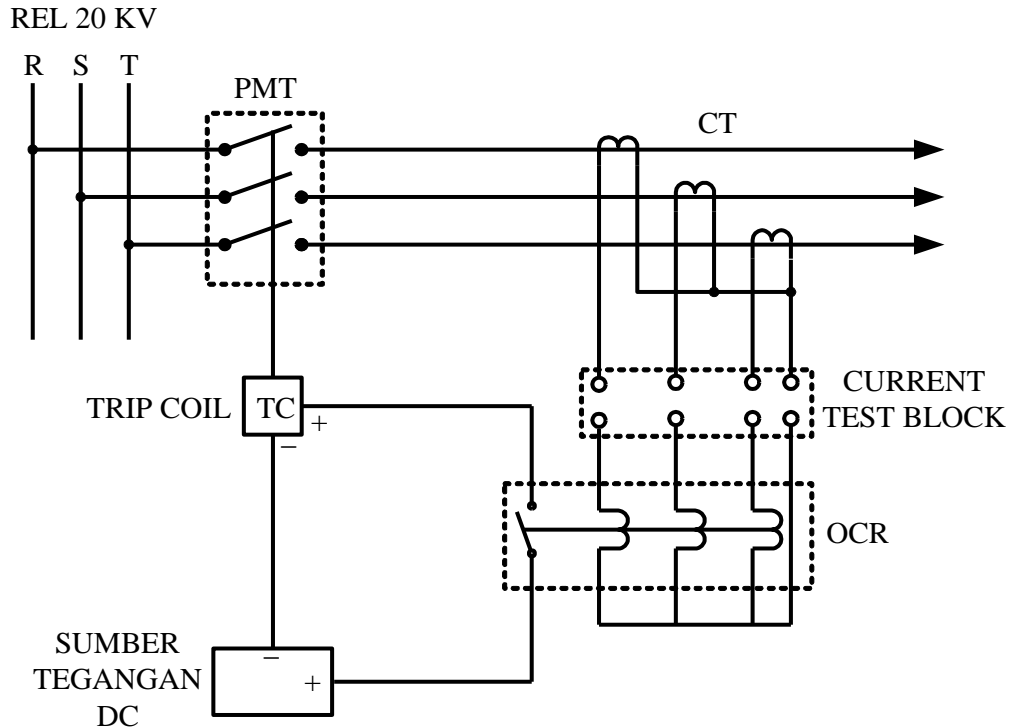 REL 20 KV
R S T
PMT
CT
TRIP COIL
TC
+
−
CURRENT
TEST BLOCK
OCR
SUMBER
TEGANGAN
DC
−
+